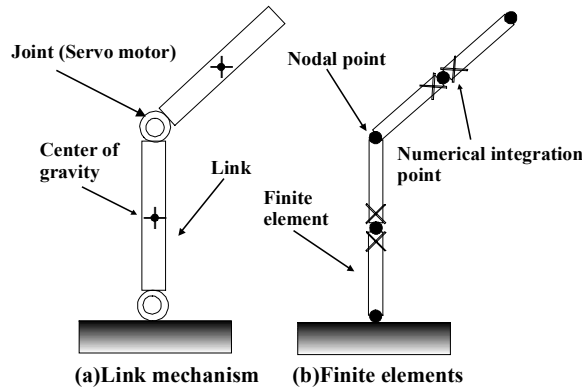 Joint (Servo motor)
Center of
gravity
Link
(a)Link mechanism
Nodal point
Numerical integration
point
Finite
element
(b)Finite elements